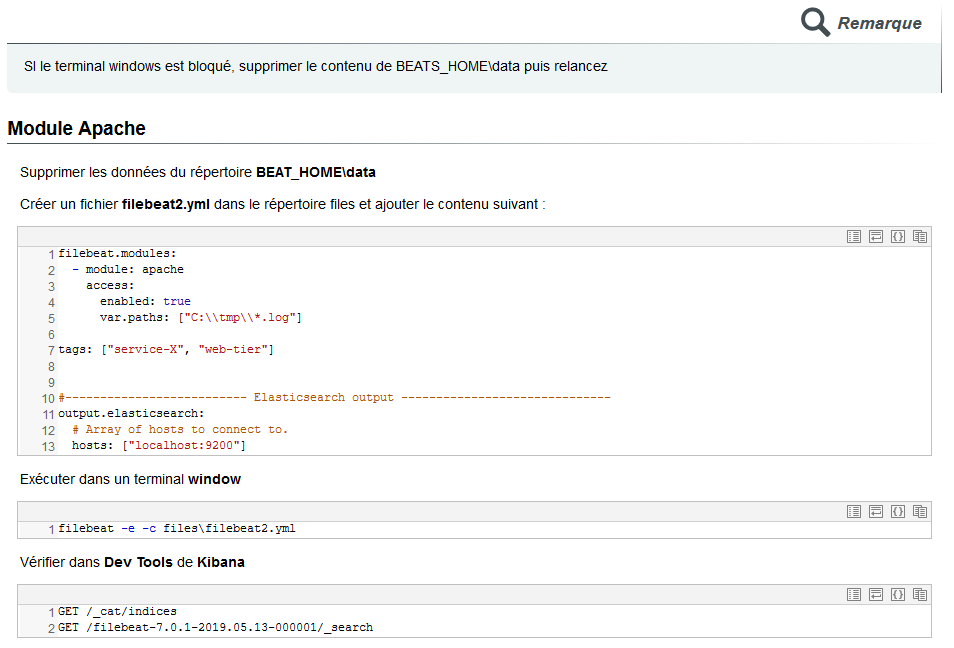 Remarque
SI le terminal windows est bloqué, supprimer le contenu de BEATS_HOME\data puis relancez
Module Apache
Supprimer les données du répertoire BEAT_HOME\data
Créer un fichier filebeat2.yml dans le répertoire files et ajouter le contenu suivant :
1 filebeat.modules:
2   - module: apache
3     access:
4       enabled: true
5       var.paths: ["C:\\tmp\\*.log"]
6
7 tags: ["service-X", "web-tier"]
8
9
10 #-------------------------- Elasticsearch output ------------------------------
11 output.elasticsearch:
12   # Array of hosts to connect to.
13   hosts: ["localhost:9200"]
Exécuter dans un terminal window
1 filebeat -e -c files\filebeat2.yml
Vérifier dans Dev Tools de Kibana
1 GET /_cat/indices
2 GET /filebeat-7.0.1-2019.05.13-000001/_search